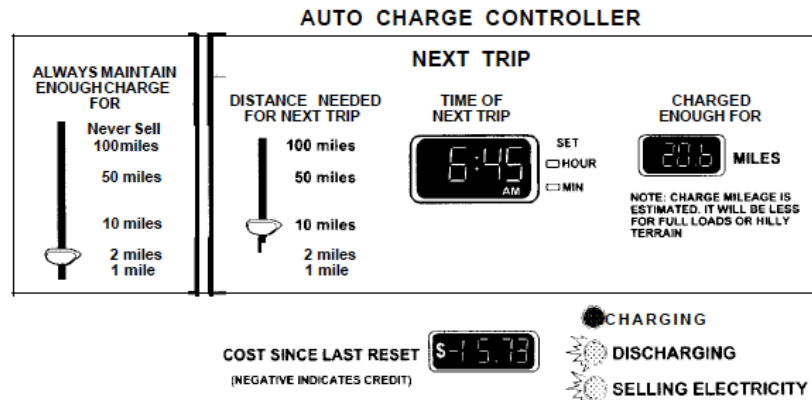 AUTO CHARGE CONTROLLER
ALWAYS MAINTAIN
ENOUGH CHARGE
FOR
Never Sell
100miles
50 miles
10 miles
2 miles
1 mile
NEXT TRIP
DISTANCE NEEDED
FOR NEXT TRIP
100 miles
50 miles
10 miles
2 miles
1 mile
TIME OF
NEXT TRIP
6:45
AM
SET
HOUR
MIN
CHARGED
ENOUGH FOR
20.6 MILES
NOTE: CHARGE MILEAGE IS
ESTIMATED. IT WILL BE LESS
FOR FULL LOADS OR HILLY
TERRAIN
COST SINCE LAST RESET
(NEGATIVE INDICATES CREDIT)
$-15.73
CHARGING
DISCHARGING
SELLING ELECTRICITY